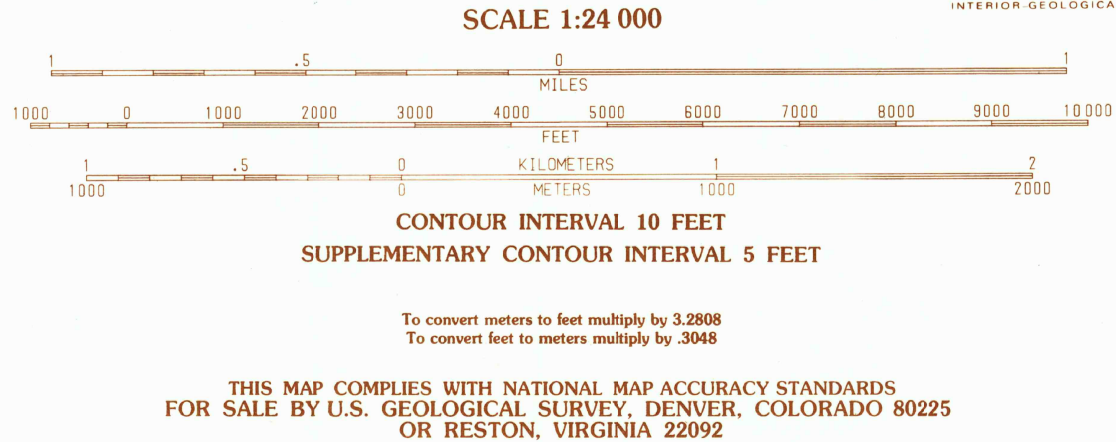 INTERIOR-GEOLOGICA
SCALE 1:24 000
1 .5 0 1
MILES
1000 0 1000 2000 3000 4000 5000 6000 7000 8000 9000 10 000
FEET
1 .5 0 KILOMETERS 1 2
1000 0 METERS 1000 2000
CONTOUR INTERVAL 10 FEET
SUPPLEMENTARY CONTOUR INTERVAL 5 FEET
To convert meters to feet multiply by 3.2808
To convert feet to meters multiply by .3048
THIS MAP COMPLIES WITH NATIONAL MAP ACCURACY STANDARDS
FOR SALE BY U.S. GEOLOGICAL SURVEY, DENVER, COLORADO 80225
OR RESTON, VIRGINIA 22092